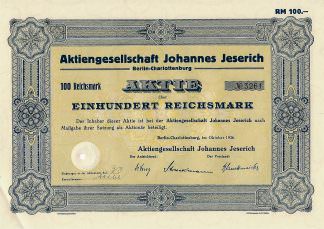 RM 100.—
Aktiengesellschaft Johannes Jeserich
Berlin-Charlottenburg
100 Reichsmark
AKTIE
№ 3261
über
EINHUNDERT REICHSMARK
Der Inhaber dieser Aktie ist bei der Aktiengesellschaft Johannes Jeserich nach
Maßgabe ihrer Satzung als Aktionär beteiligt.
Berlin-Charlottenburg, im Oktober
Aktiengesellschaft Johannes Jeserich
Der Aufsichtsrat:
Der Vorstand: